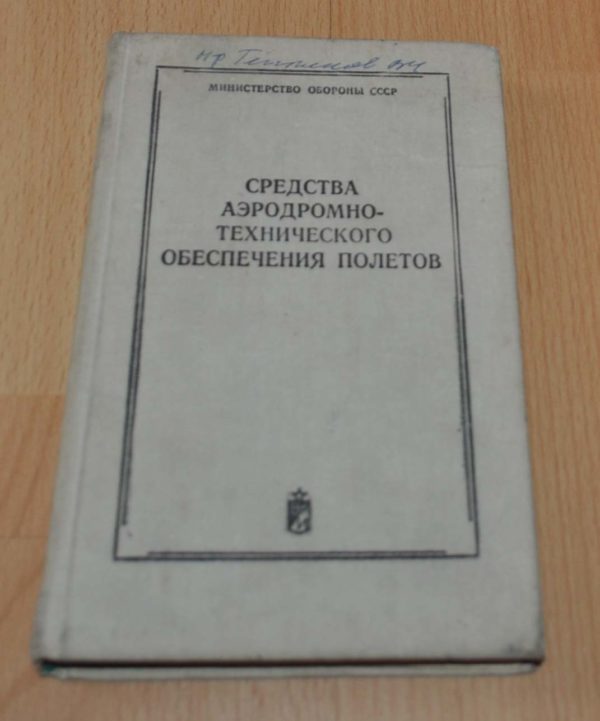 МИНИСТЕРСТВО ОБОРОНЫ СССР
СРЕДСТВА
АЭРОДРОМНО-
ТЕХНИЧЕСКОГО
ОБЕСПЕЧЕНИЯ ПОЛЕТОВ